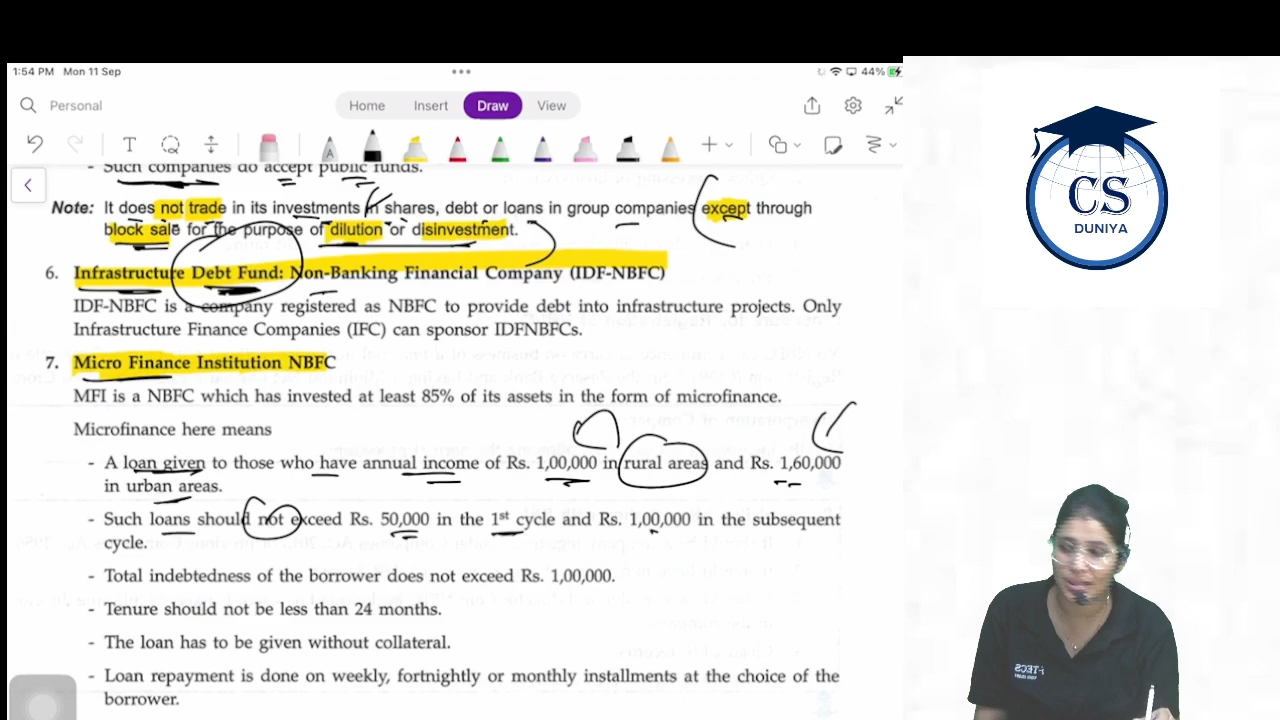 1:54 PM Mon 11 Sep
44%
Personal
Home Insert Draw View
- Such companies do accept public funds.
Note: It does not trade in its investments in shares, debt or loans in group companies except through
block sale for the purpose of dilution or disinvestment.
6. Infrastructure Debt Fund: Non-Banking Financial Company (IDF-NBFC)
IDF-NBFC is a company registered as NBFC to provide debt into infrastructure projects. Only
Infrastructure Finance Companies (IFC) can sponsor IDFNBFCs.
7. Micro Finance Institution NBFC
MFI is a NBFC which has invested at least 85% of its assets in the form of microfinance.
Microfinance here means
- A loan given to those who have annual income of Rs. 1,00,000 in rural areas and Rs. 1,60,000
in urban areas.
- Such loans should not exceed Rs. 50,000 in the 1st cycle and Rs. 1,00,000 in the subsequent
cycle.
- Total indebtedness of the borrower does not exceed Rs. 1,00,000.
- Tenure should not be less than 24 months.
- The loan has to be given without collateral.
- Loan repayment is done on weekly, fortnightly or monthly installments at the choice of the
borrower.
CS
DUNIYA